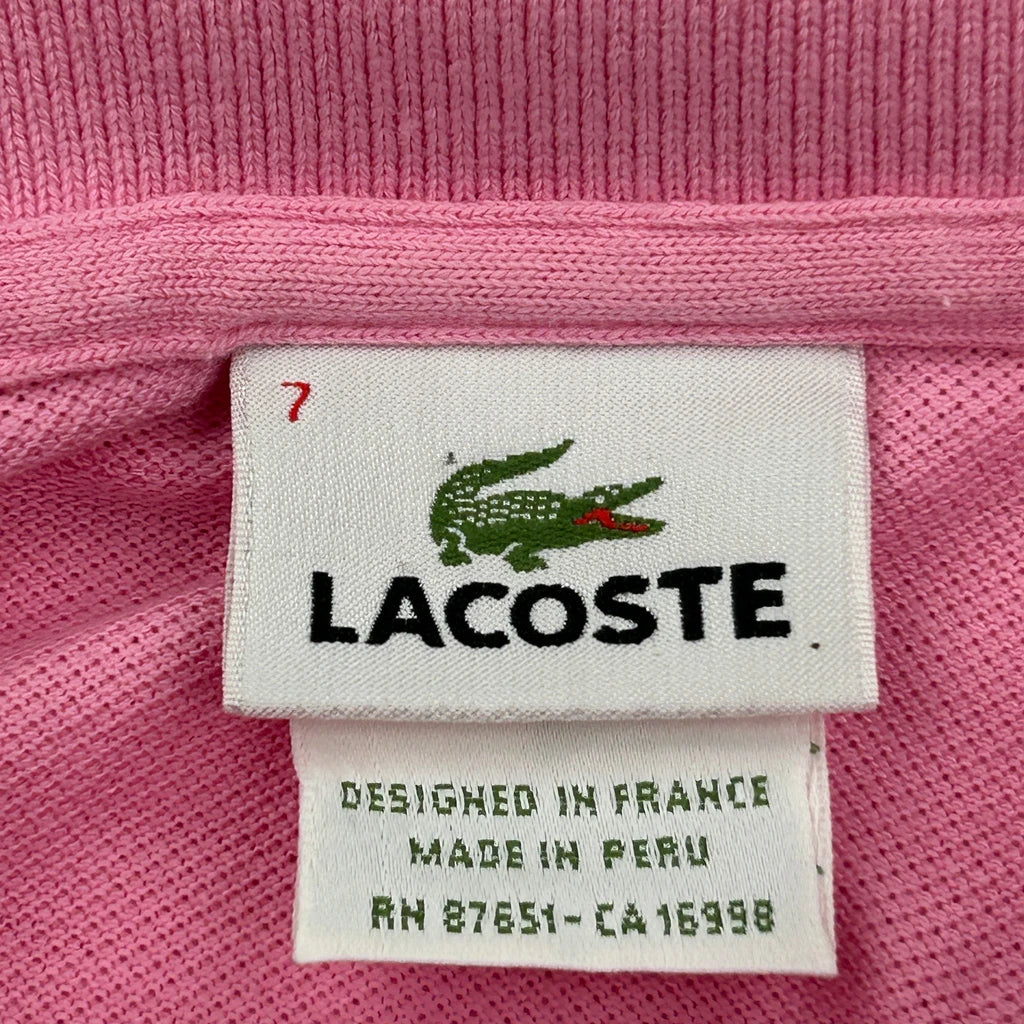 7
LACOSTE
DESIGNED IN FRANCE
MADE IN PERU
RN 87651-CA 16998